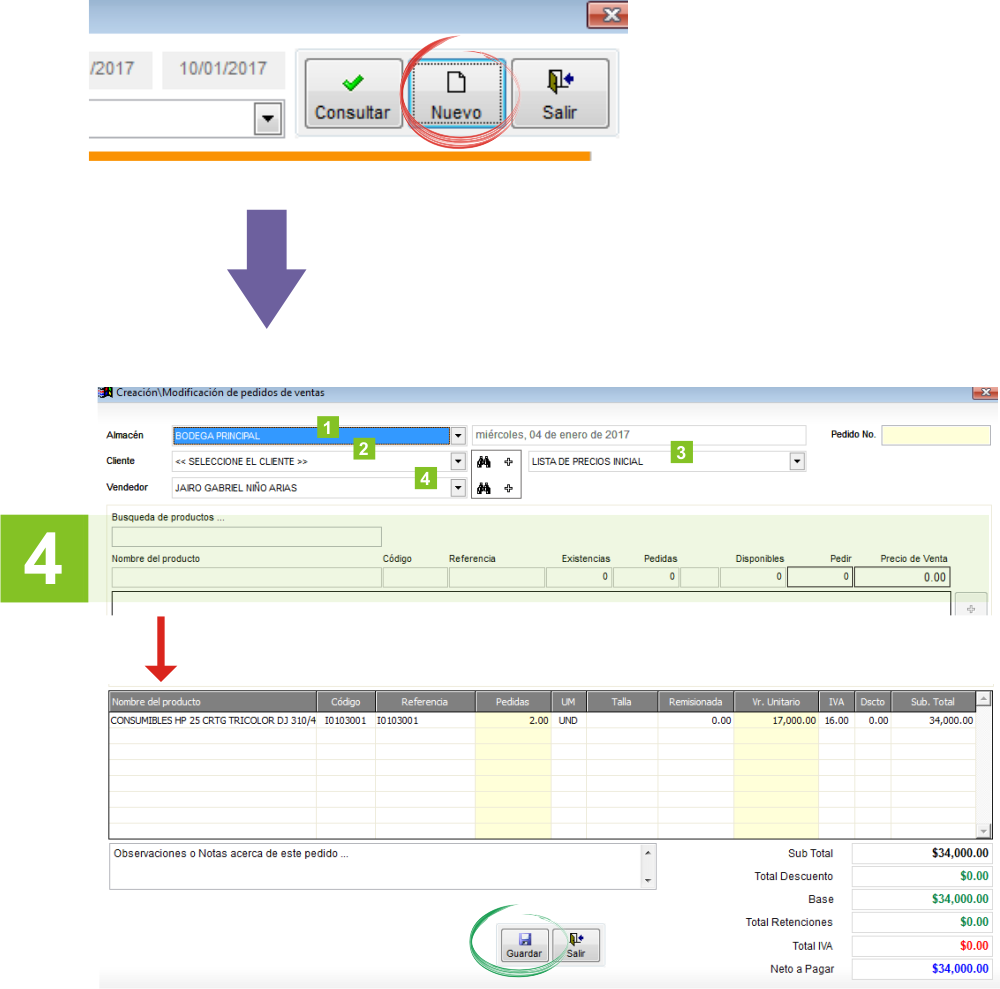 /2017 10/01/2017
Consultar Nuevo Salir
Creación\Modificación de pedidos de ventas
Almacén BODEGA PRINCIPAL 1 miércoles, 04 de enero de 2017 Pedido No.
2
Cliente << SELECCIONE EL CLIENTE >> LISTA DE PRECIOS INICIAL 3
Vendedor JAIRO GABRIEL NIÑO ARIAS 4
Busqueda de productos ...
4
Nombre del producto Código Referencia Existencias Pedidas Disponibles Pedir Precio de Venta
0 0 0 0 0.00
Nombre del producto Código Referencia Pedidas UM Talla Remisionada Vr. Unitario IVA Dscto Sub. Total
CONSUMIBLES HP 25 CRTG TRICOLOR DJ 310/4 I0103001 I0103001 2.00 UND 0.00 17,000.00 16.00 0.00 34,000.00
Observaciones o Notas acerca de este pedido ...
Sub Total $34,000.00
Total Descuento $0.00
Base $34,000.00
Total Retenciones $0.00
Total IVA $0.00
Neto a Pagar $34,000.00
Guardar Salir